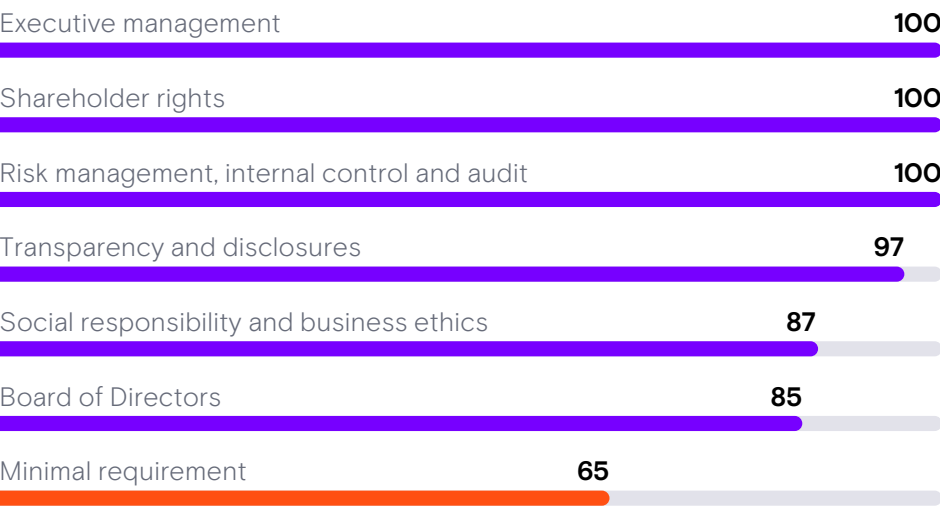 Executive management 100
Shareholder rights 100
Risk management, internal control and audit 100
Transparency and disclosures 97
Social responsibility and business ethics 87
Board of Directors 85
Minimal requirement 65